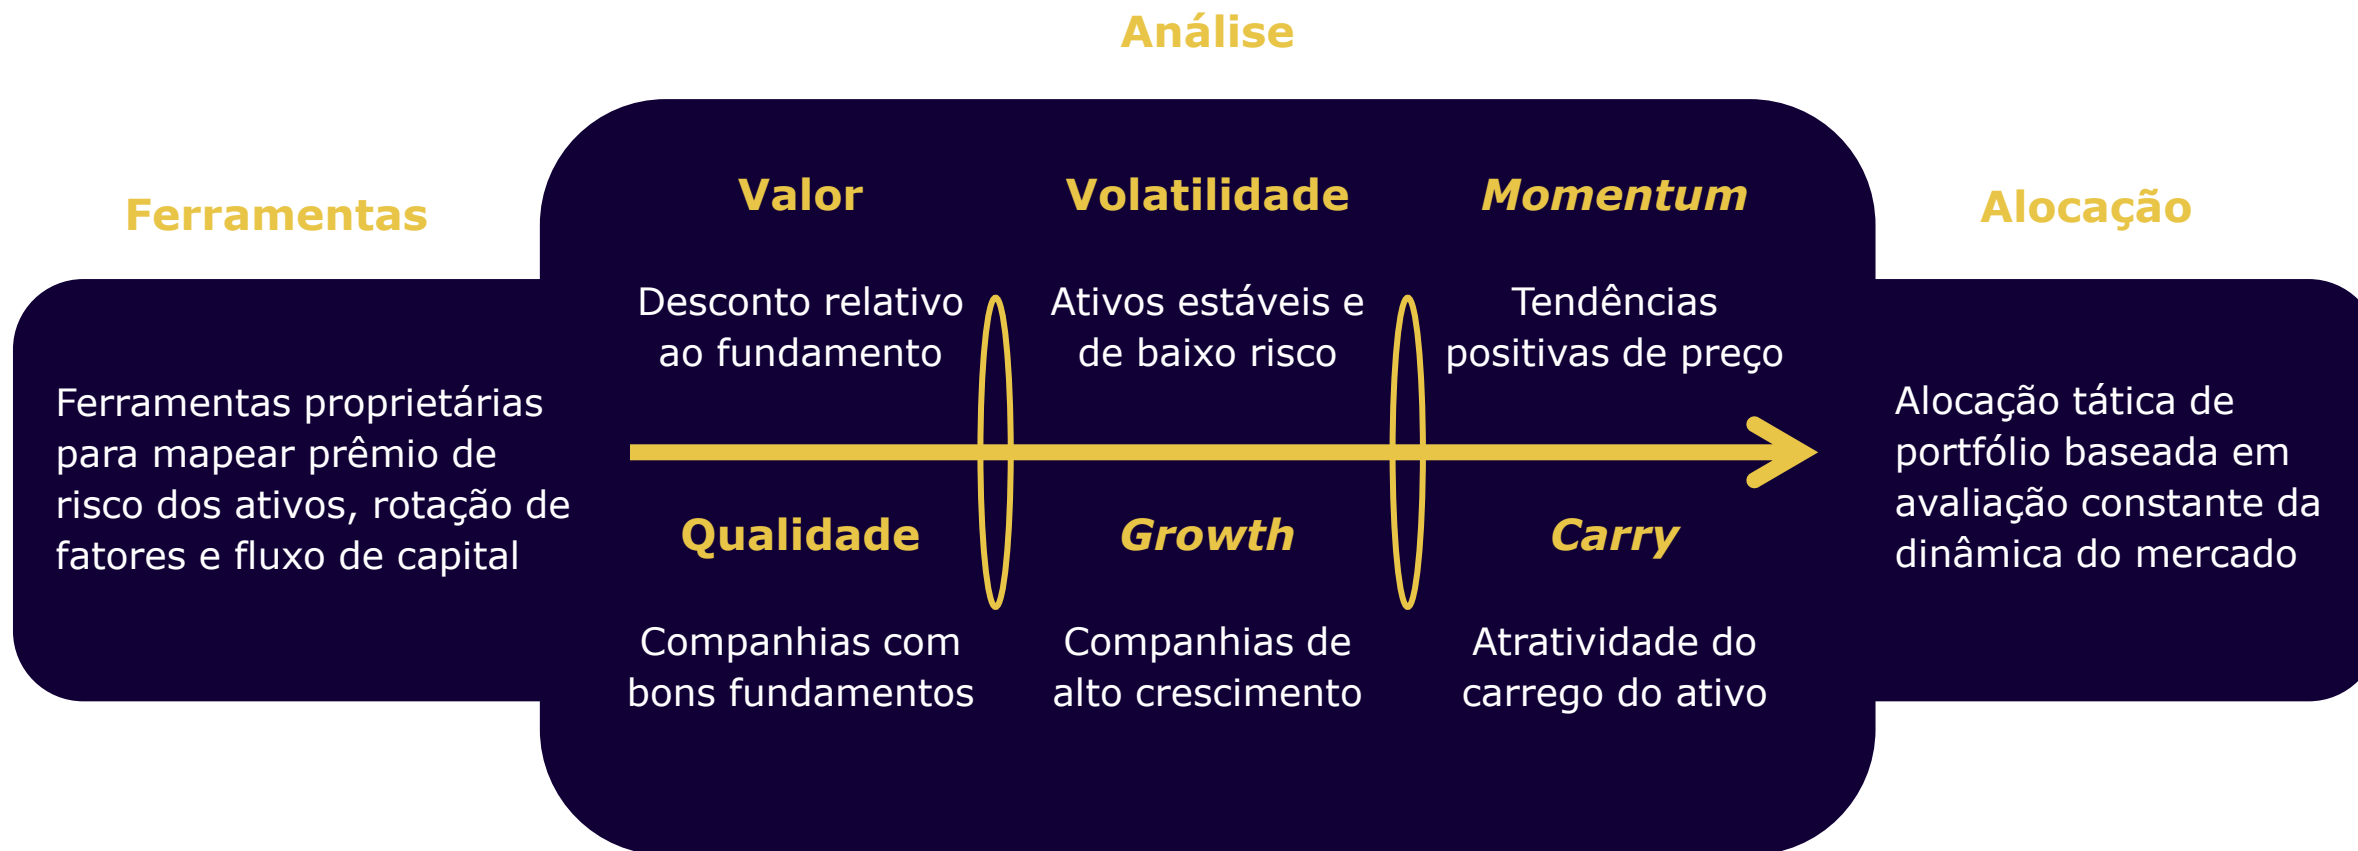 Análise
Ferramentas
Ferramentas proprietárias
para mapear prêmio de
risco dos ativos, rotação de
fatores e fluxo de capital
Valor
Desconto relativo
ao fundamento
Volatilidade
Ativos estáveis e
de baixo risco
Momentum
Tendências
positivas de preço
Qualidade
Companhias com
bons fundamentos
Growth
Companhias de
alto crescimento
Carry
Atratividade do
carrego do ativo
Alocação
Alocação tática de
portfólio baseada em
avaliação constante da
dinâmica do mercado